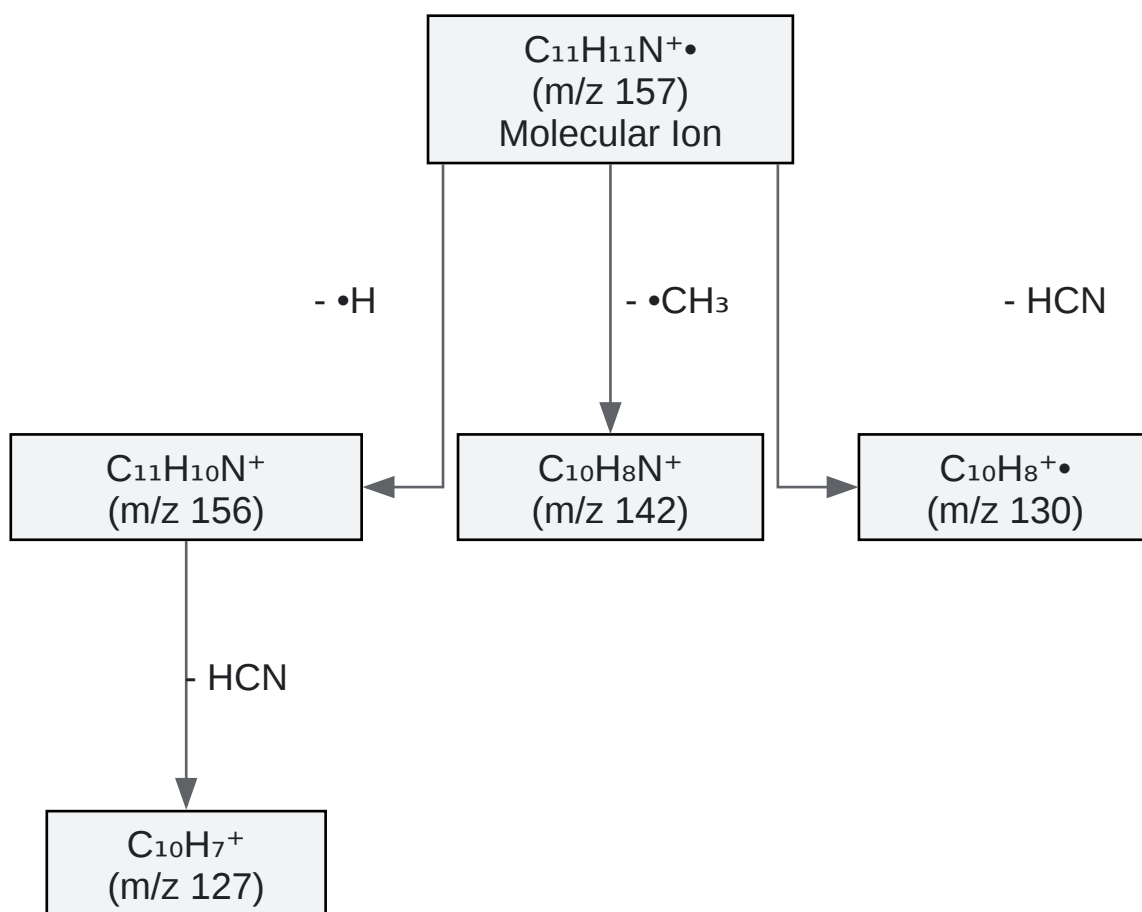 C₁₁H₁₁N⁺•
(m/z 157)
Molecular Ion
- •H
- •CH₃
- HCN
C₁₁H₁₀N⁺
(m/z 156)
C₁₀H₈N⁺
(m/z 142)
C₁₀H₈⁺•
(m/z 130)
- HCN
C₁₀H₇⁺
(m/z 127)